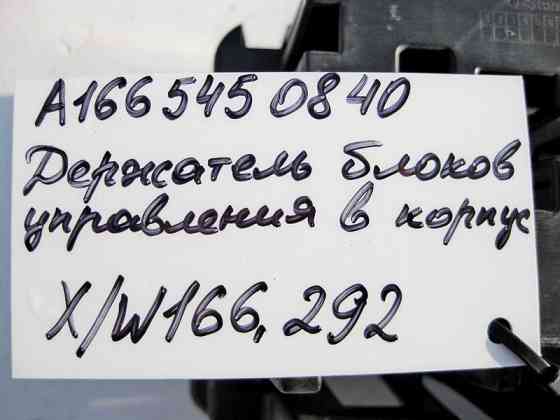 A166 545 08 40
Держатель блоков
управления в корпус
X/W166, 292